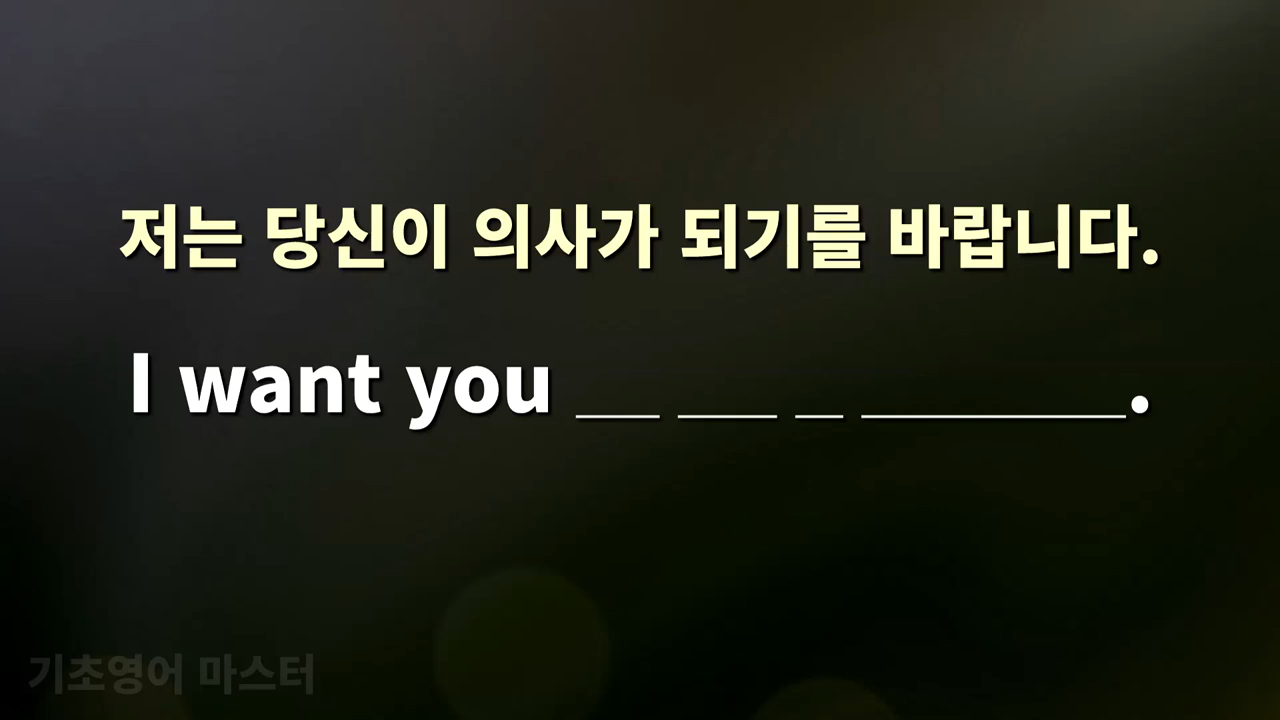 저는 당신이 의사가 되기를 바랍니다.
I want you __ __ _ ______.
기초영어 마스터